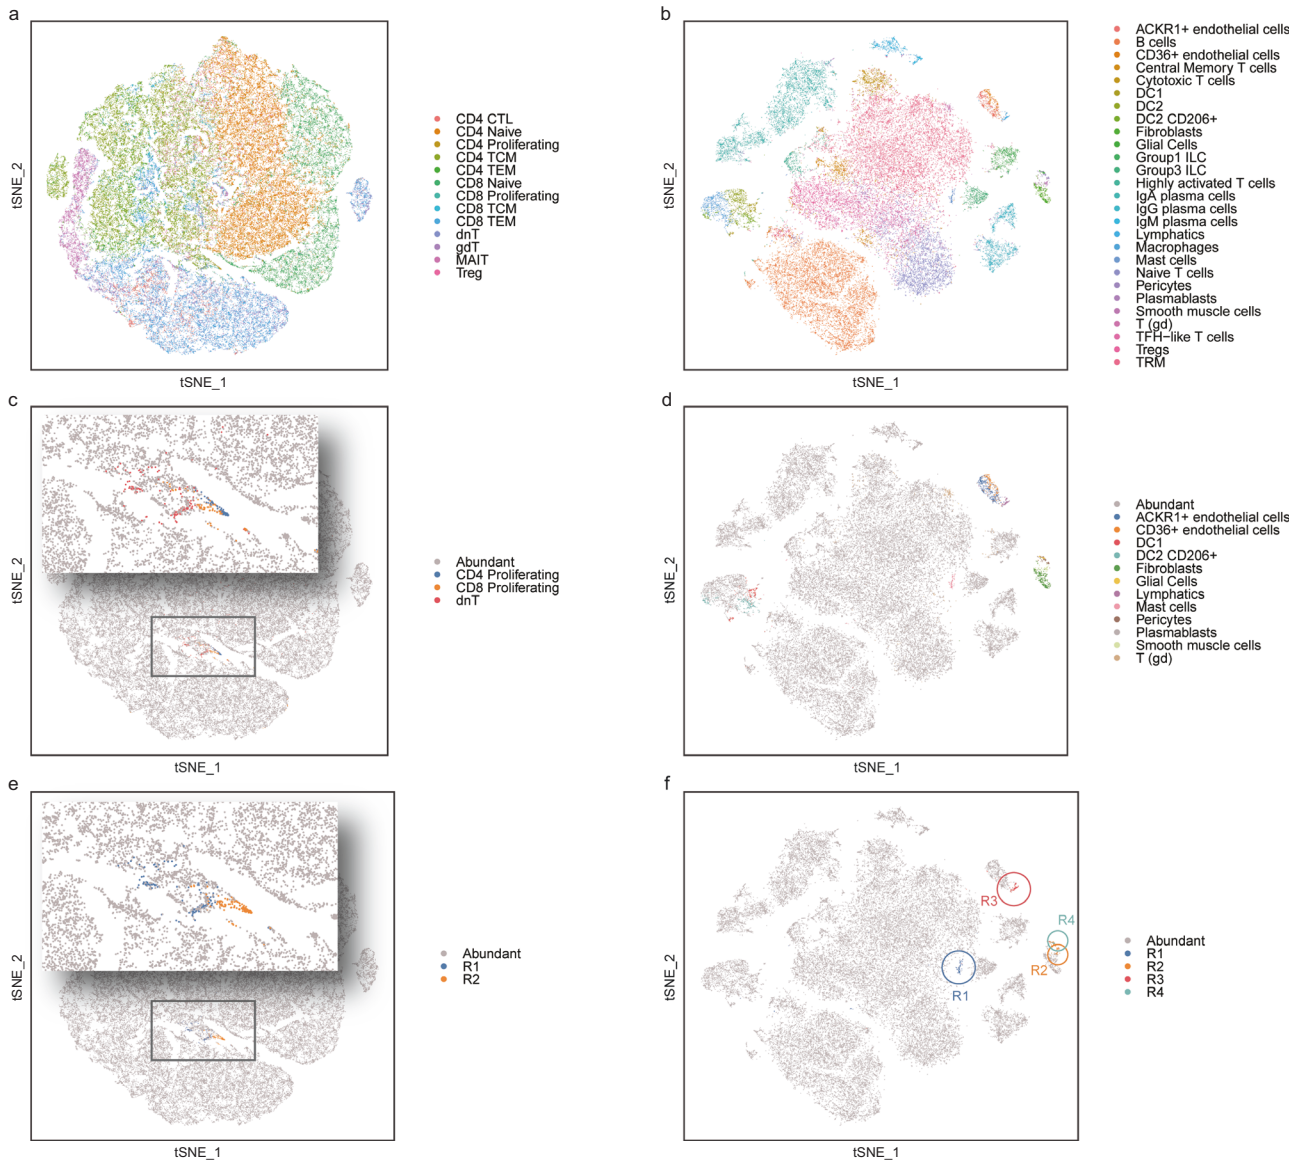 a
tSNE_2
tSNE_1
CD4 CTL
CD4 Naive
CD4 Proliferating
CD4 TCM
CD4 TEM
CD8 Naive
CD8 Proliferating
CD8 TCM
CD8 TEM
dnT
gdT
MAIT
Treg
b
tSNE_2
tSNE_1
ACKR1+ endothelial cells
B cells
CD36+ endothelial cells
Central Memory T cells
Cytotoxic T cells
DC1
DC2
DC2 CD206+
Fibroblasts
Glial Cells
Group1 ILC
Group3 ILC
Highly activated T cells
IgA plasma cells
IgG plasma cells
IgM plasma cells
Lymphatics
Macrophages
Mast cells
Naive T cells
Pericytes
Plasmablasts
Smooth muscle cells
T (gd)
TFH−like T cells
Tregs
TRM
c
tSNE_2
tSNE_1
Abundant
CD4 Proliferating
CD8 Proliferating
dnT
d
tSNE_2
tSNE_1
Abundant
ACKR1+ endothelial cells
CD36+ endothelial cells
DC1
DC2 CD206+
Fibroblasts
Glial Cells
Lymphatics
Mast cells
Pericytes
Plasmablasts
Smooth muscle cells
T (gd)
e
tSNE_2
tSNE_1
Abundant
R1
R2
f
tSNE_2
tSNE_1
R3
R4
R2
R1
Abundant
R1
R2
R3
R4